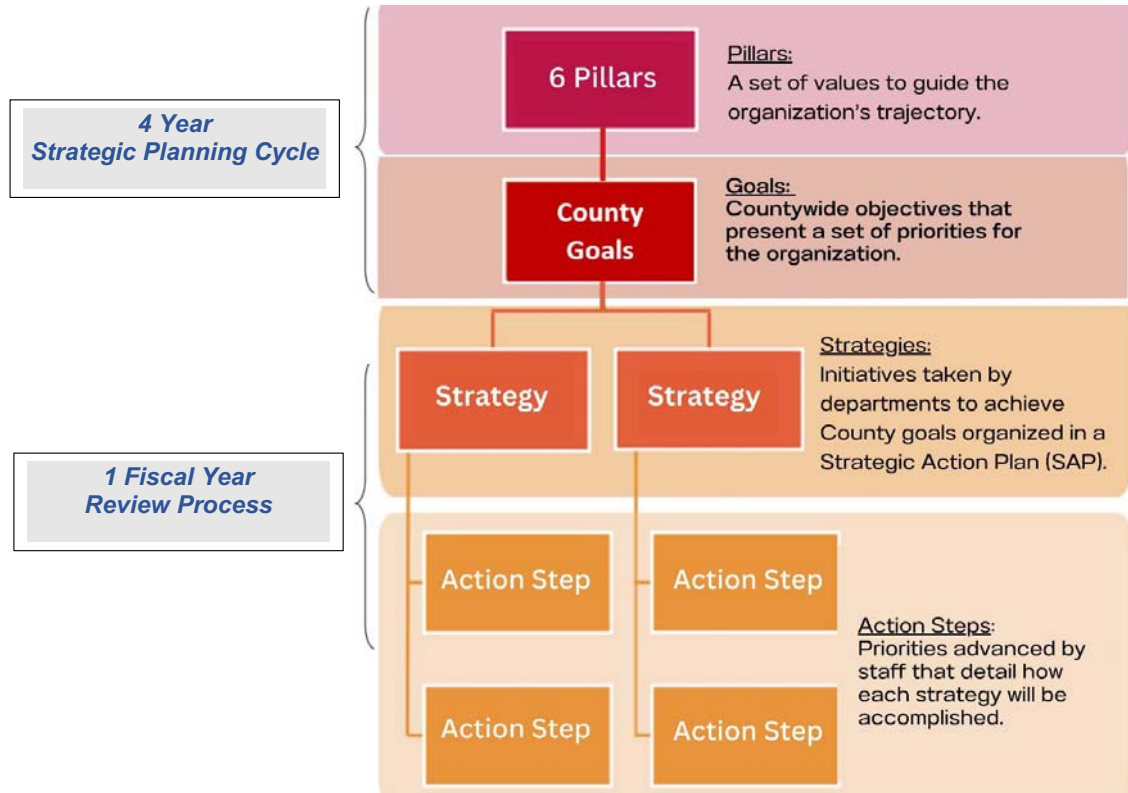 6 Pillars
Pillars:
A set of values to guide the
organization's trajectory.
4 Year
Strategic Planning Cycle
County
Goals
Goals:
Countywide objectives that
present a set of priorities for
the organization.
Strategy
Strategy
Strategies:
Initiatives taken by
departments to achieve
County goals organized in a
Strategic Action Plan (SAP).
1 Fiscal Year
Review Process
Action Step
Action Step
Action Step
Action Step
Action Steps:
Priorities advanced by
staff that detail how
each strategy will be
accomplished.